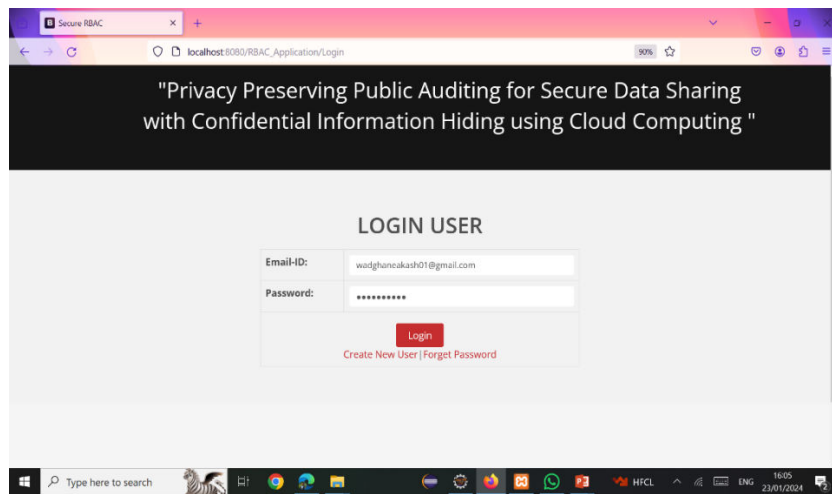 Secure RBAC
localhost:8080/RBAC_Application/Login
90%
"Privacy Preserving Public Auditing for Secure Data Sharing
with Confidential Information Hiding using Cloud Computing "
LOGIN USER
Email-ID:
wadghaneakash01@gmail.com
Password:
••••••••••
Login
Create New User|Forget Password
Type here to search
HFCL
ENG
16:05
23/01/2024
2